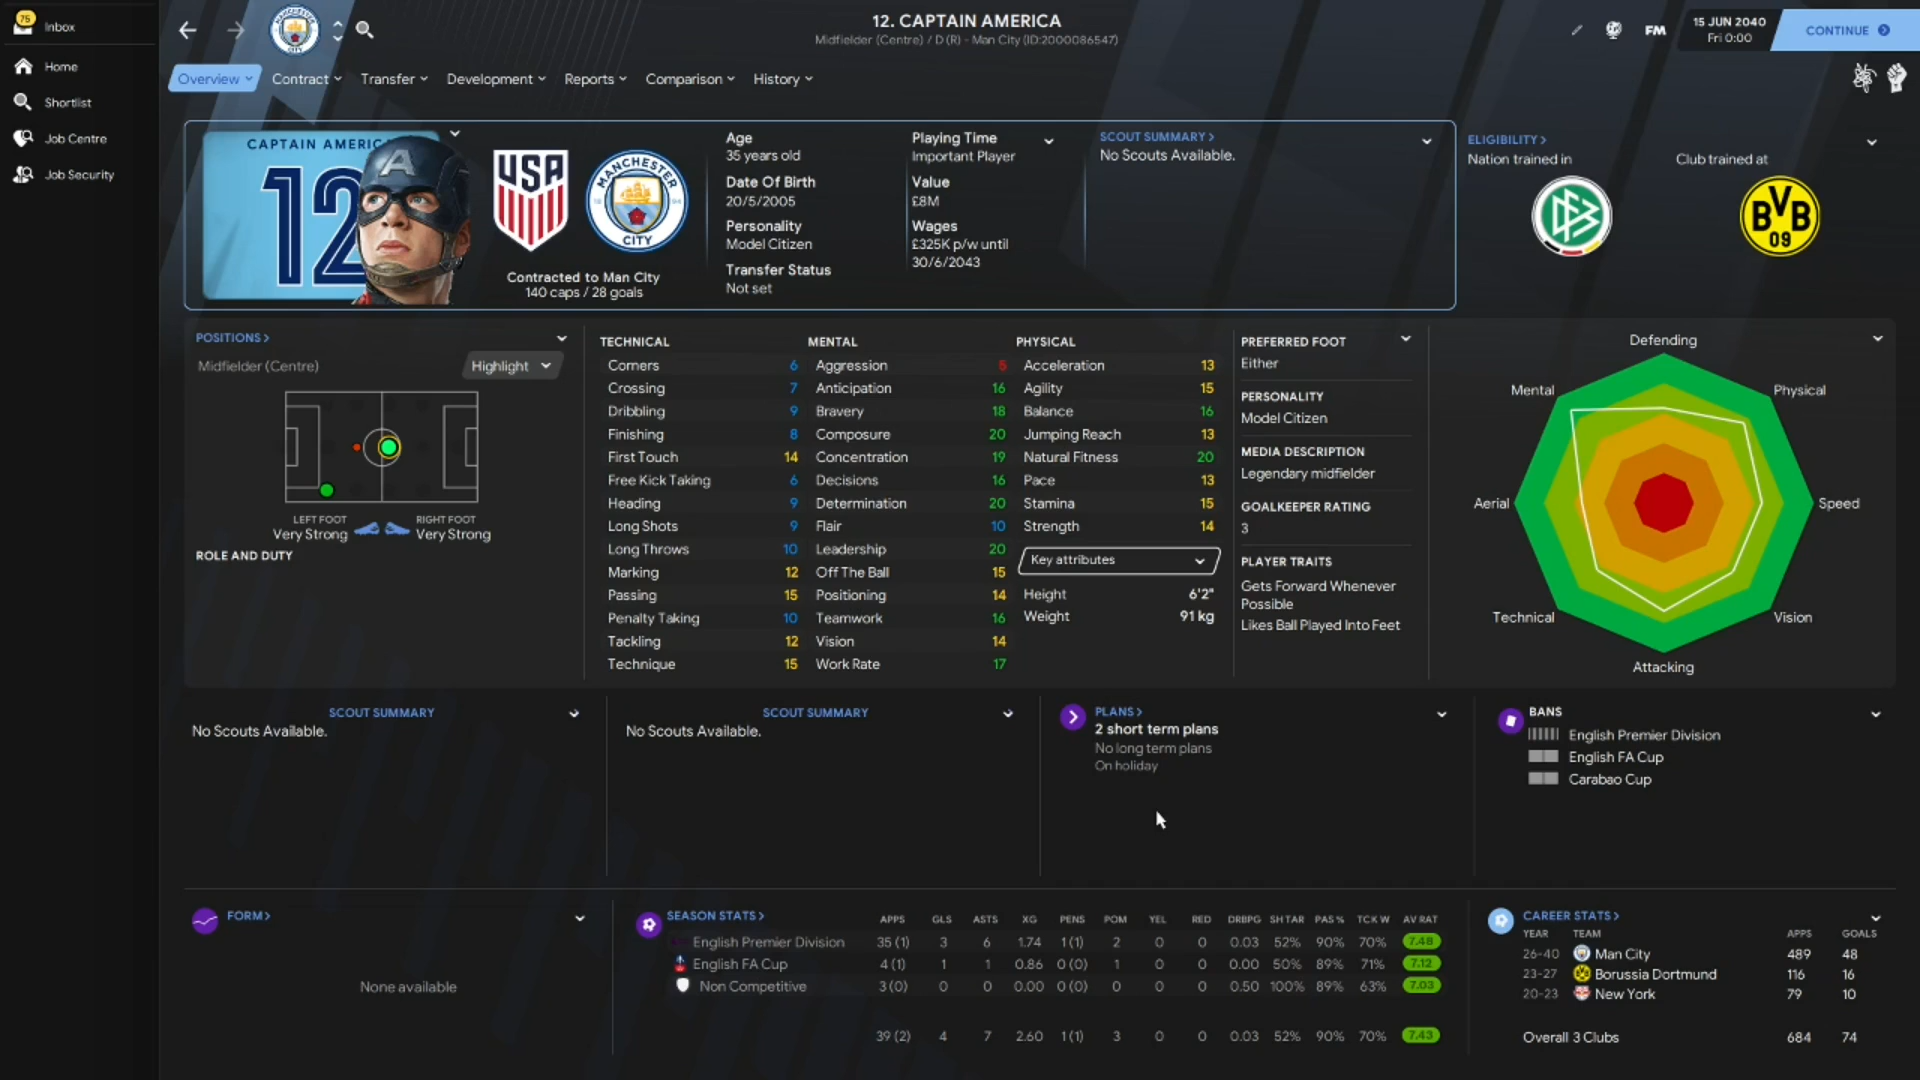 75
Inbox
Home
Shortlist
Job Centre
Job Security
MANCHESTER
CITY
12. CAPTAIN AMERICA
Midfielder (Centre) / D (R) - Man City (ID:2000086547)
FM
15 JUN 2040
Fri 0:00
CONTINUE
Overview
Contract
Transfer
Development
Reports
Comparison
History
CAPTAIN AMERIC
12
A
USA
MANCHESTER
18 94
CITY
Contracted to Man City
140 caps / 28 goals
Age
35 years old
Date Of Birth
20/5/2005
Personality
Model Citizen
Transfer Status
Not set
Playing Time
Important Player
Value
£8M
Wages
£325K p/w until
30/6/2043
SCOUT SUMMARY >
No Scouts Available.
ELIGIBILITY >
Nation trained in
Club trained at
BVB
09
POSITIONS >
Midfielder (Centre)
Highlight
LEFT FOOT
Very Strong
RIGHT FOOT
Very Strong
ROLE AND DUTY
TECHNICAL
Corners 6
Crossing 7
Dribbling 9
Finishing 8
First Touch 14
Free Kick Taking 6
Heading 9
Long Shots 9
Long Throws 10
Marking 12
Passing 15
Penalty Taking 10
Tackling 12
Technique 15
MENTAL
Aggression 5
Anticipation 16
Bravery 18
Composure 20
Concentration 19
Decisions 16
Determination 20
Flair 10
Leadership 20
Off The Ball 15
Positioning 14
Teamwork 16
Vision 14
Work Rate 17
PHYSICAL
Acceleration 13
Agility 15
Balance 16
Jumping Reach 13
Natural Fitness 20
Pace 13
Stamina 15
Strength 14
Key attributes
Height 6'2"
Weight 91 kg
PREFERRED FOOT
Either
PERSONALITY
Model Citizen
MEDIA DESCRIPTION
Legendary midfielder
GOALKEEPER RATING
3
PLAYER TRAITS
Gets Forward Whenever
Possible
Likes Ball Played Into Feet
Defending
Mental
Physical
Aerial
Speed
Technical
Vision
Attacking
SCOUT SUMMARY
No Scouts Available.
SCOUT SUMMARY
No Scouts Available.
PLANS >
2 short term plans
No long term plans
On holiday
BANS
English Premier Division
English FA Cup
Carabao Cup
FORM >
None available
SEASON STATS > APPS GLS ASTS XG PENS POM YEL RED DRBPG SH TAR PAS % TCK W AV RAT
English Premier Division 35 (1) 3 6 1.74 1 (1) 2 0 0 0.03 52% 90% 70% 7.48
English FA Cup 4 (1) 1 1 0.86 0 (0) 1 0 0 0.00 50% 89% 71% 7.12
Non Competitive 3 (0) 0 0 0.00 0 (0) 0 0 0 0.50 100% 89% 63% 7.03
39 (2) 4 7 2.60 1 (1) 3 0 0 0.03 52% 90% 70% 7.43
CAREER STATS >
YEAR TEAM APPS GOALS
26-40 Man City 489 48
23-27 Borussia Dortmund 116 16
20-23 New York 79 10
Overall 3 Clubs 684 74